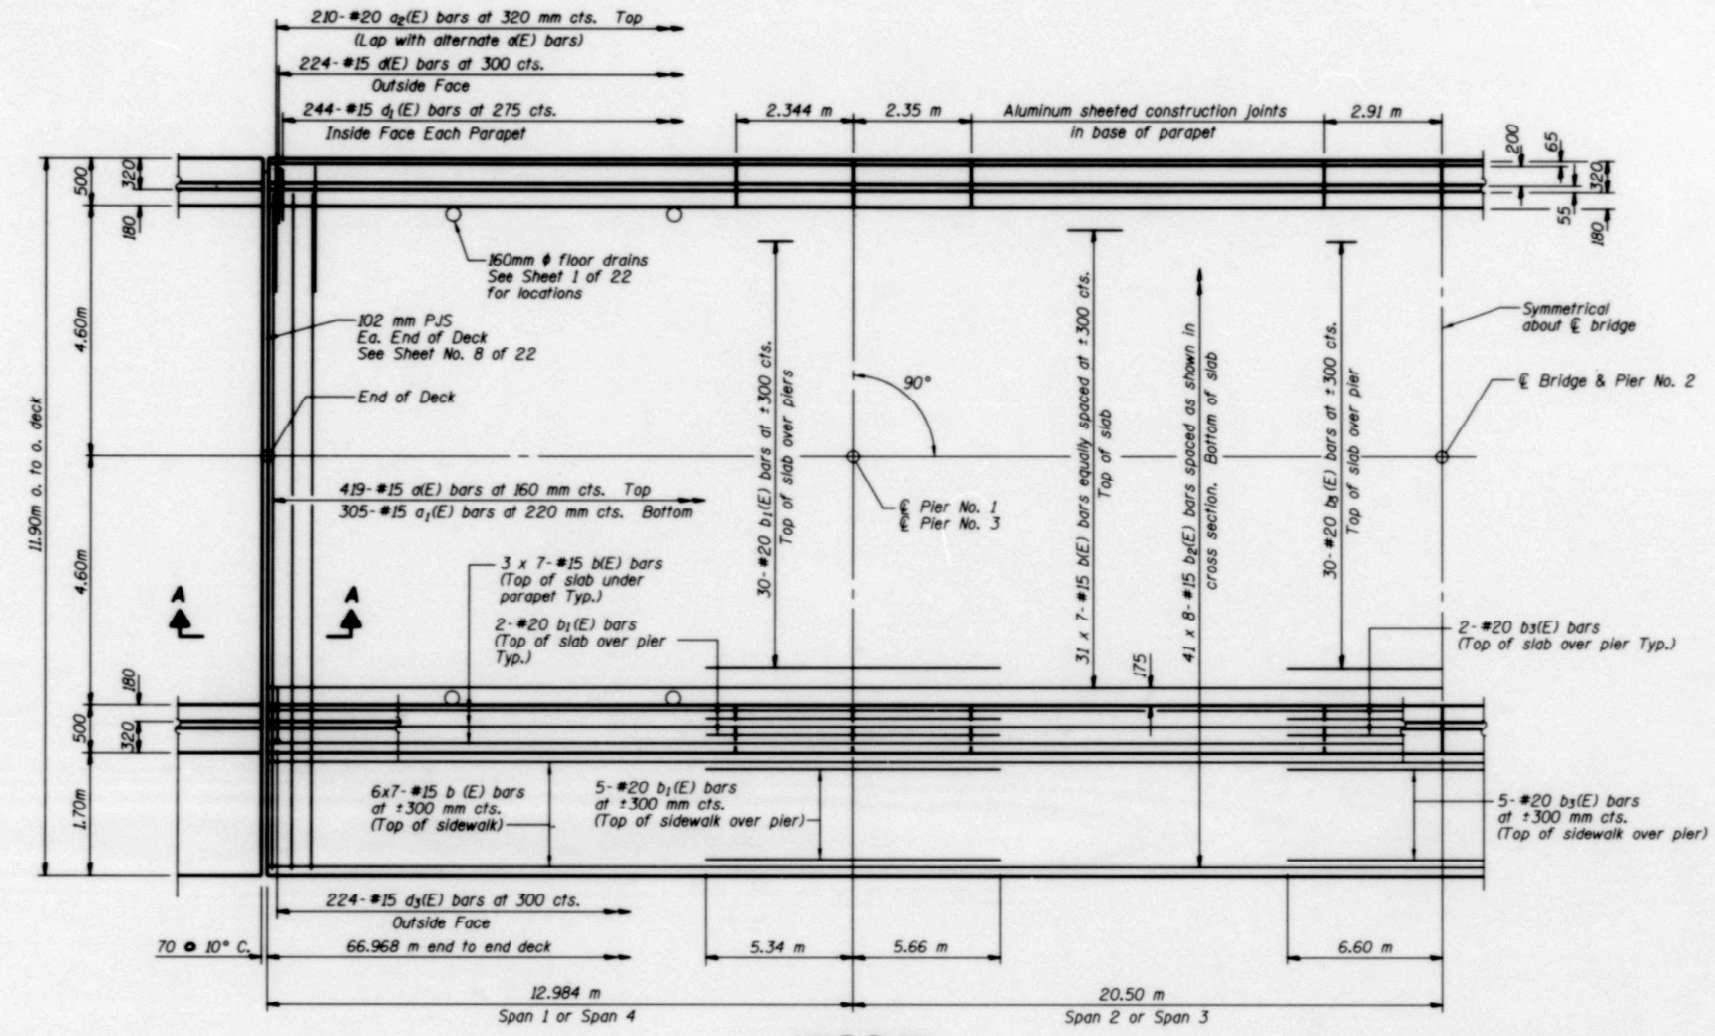 210-#20 a2(E) bars at 320 mm cts. Top
(Lap with alternate a(E) bars)
224-#15 d(E) bars at 300 cts.
Outside Face
244-#15 d1(E) bars at 275 cts.
Inside Face Each Parapet
2.344 m
2.35 m
Aluminum sheeted construction joints
in base of parapet
2.91 m
200
65
320
55
180
500
320
180
160mm ϕ floor drains
See Sheet 1 of 22
for locations
102 mm PJS
Ea. End of Deck
See Sheet No. 8 of 22
End of Deck
4.60m
11.90m o. to o. deck
4.60m
90°
30-#20 b1(E) bars at ±300 cts.
Top of slab over piers
31 x 7-#15 b(E) bars equally spaced at ±300 cts.
Top of slab
41 x 8-#15 b2(E) bars spaced as shown in
cross section. Bottom of slab
30-#20 b3(E) bars at ±300 cts.
Top of slab over pier
Symmetrical
about ℄ bridge
℄ Bridge & Pier No. 2
℄ Pier No. 1
℄ Pier No. 3
419-#15 a(E) bars at 160 mm cts. Top
305-#15 a1(E) bars at 220 mm cts. Bottom
3 x 7-#15 b(E) bars
(Top of slab under
parapet Typ.)
2-#20 b1(E) bars
(Top of slab over pier
Typ.)
A
A
175
2-#20 b3(E) bars
(Top of slab over pier Typ.)
180
500
320
1.70m
6x7-#15 b (E) bars
at ±300 mm cts.
(Top of sidewalk)
5-#20 b1(E) bars
at ±300 mm cts.
(Top of sidewalk over pier)
5-#20 b3(E) bars
at ±300 mm cts.
(Top of sidewalk over pier)
224-#15 d3(E) bars at 300 cts.
Outside Face
70 @ 10° C.
66.968 m end to end deck
5.34 m
5.66 m
6.60 m
12.984 m
Span 1 or Span 4
20.50 m
Span 2 or Span 3